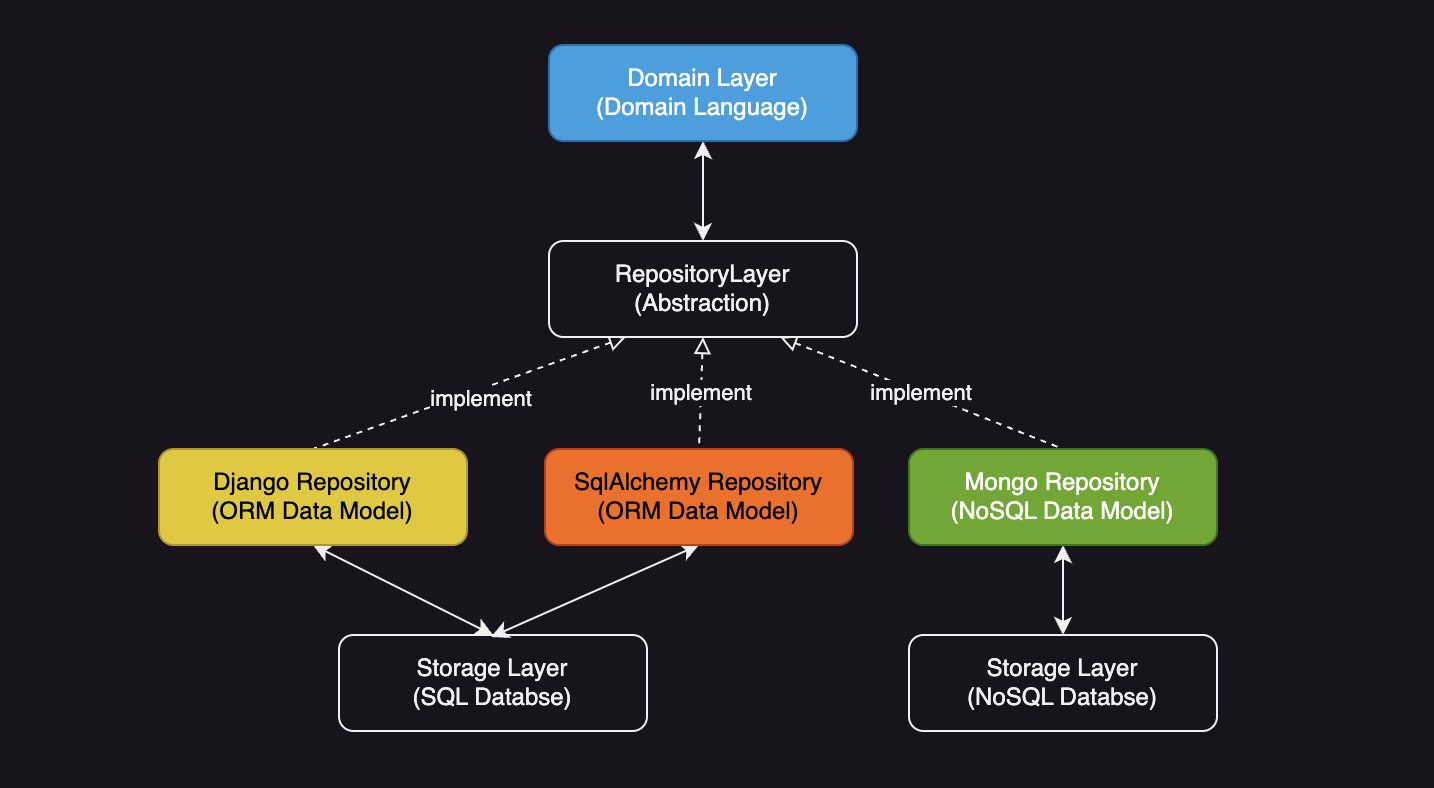 Domain Layer
(Domain Language)
RepositoryLayer
(Abstraction)
implement
implement
implement
Django Repository
(ORM Data Model)
SqlAlchemy Repository
(ORM Data Model)
Mongo Repository
(NoSQL Data Model)
Storage Layer
(SQL Databse)
Storage Layer
(NoSQL Databse)